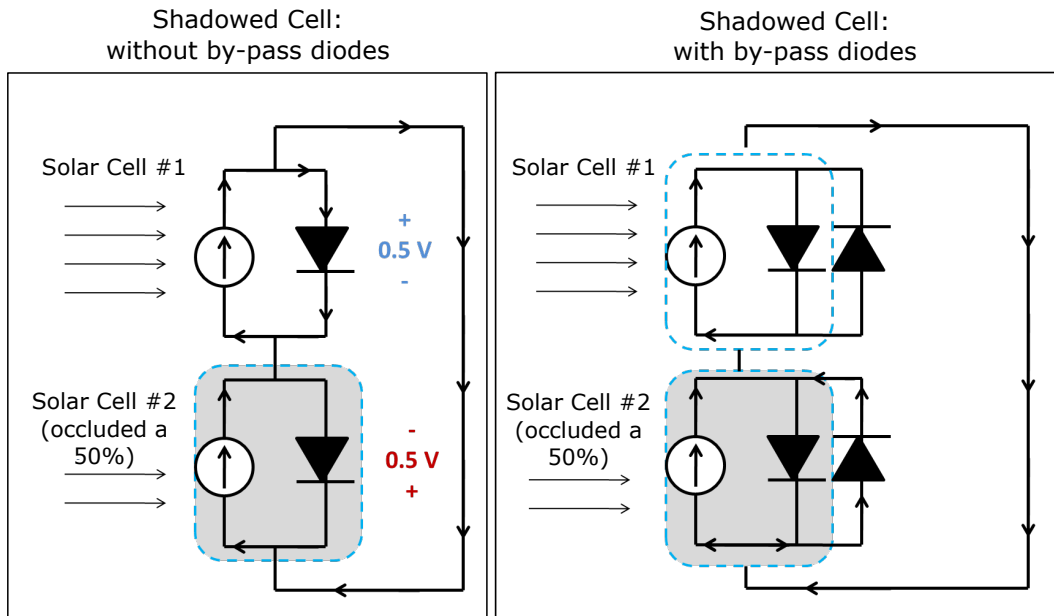 Shadowed Cell:
without by-pass diodes
Solar Cell #1
+
0.5 V
-
Solar Cell #2
(occluded a
50%)
-
0.5 V
+
Shadowed Cell:
with by-pass diodes
Solar Cell #1
Solar Cell #2
(occluded a
50%)